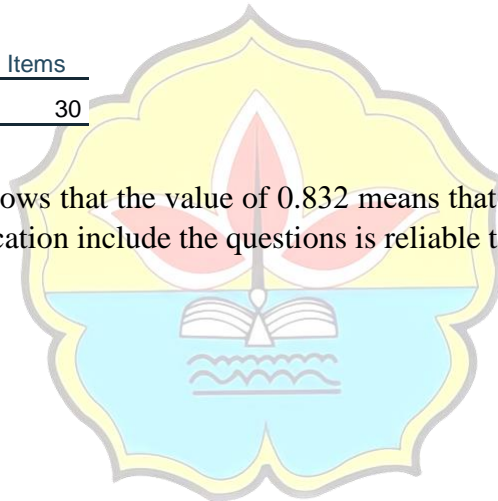 Items
30
ows that the value of 0.832 means that
cation include the questions is reliable t